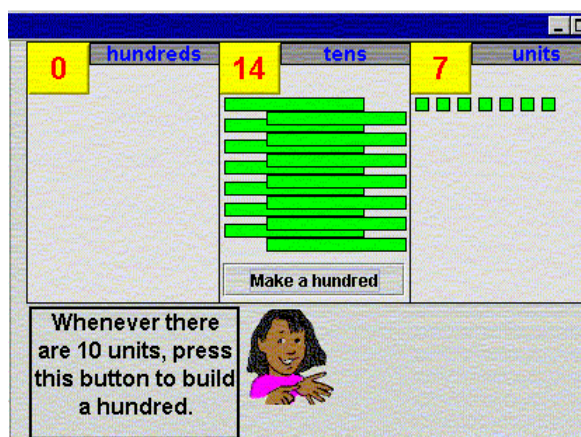 0 hundreds 14 tens 7 units
Make a hundred
Whenever there
are 10 units, press
this button to build
a hundred.